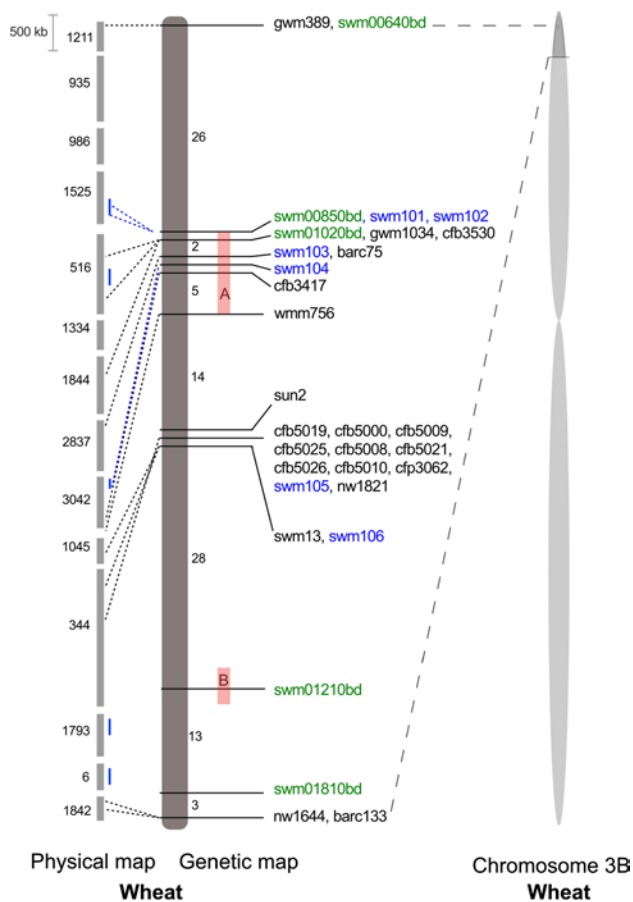 500 kb
1211
935
986
1525
516
1334
1844
2837
3042
1045
344
1793
6
1842
26
2
5
14
28
13
3
A
B
gwm389, swm00640bd
swm00850bd, swm101, swm102
swm01020bd, gwm1034, cfb3530
swm103, barc75
swm104
cfb3417
wmm756
sun2
cfb5019, cfb5000, cfb5009,
cfb5025, cfb5008, cfb5021,
cfb5026, cfb5010, cfp3062,
swm105, nw1821
swm13, swm106
swm01210bd
swm01810bd
nw1644, barc133
Physical map
Genetic map
Wheat
Chromosome 3B
Wheat